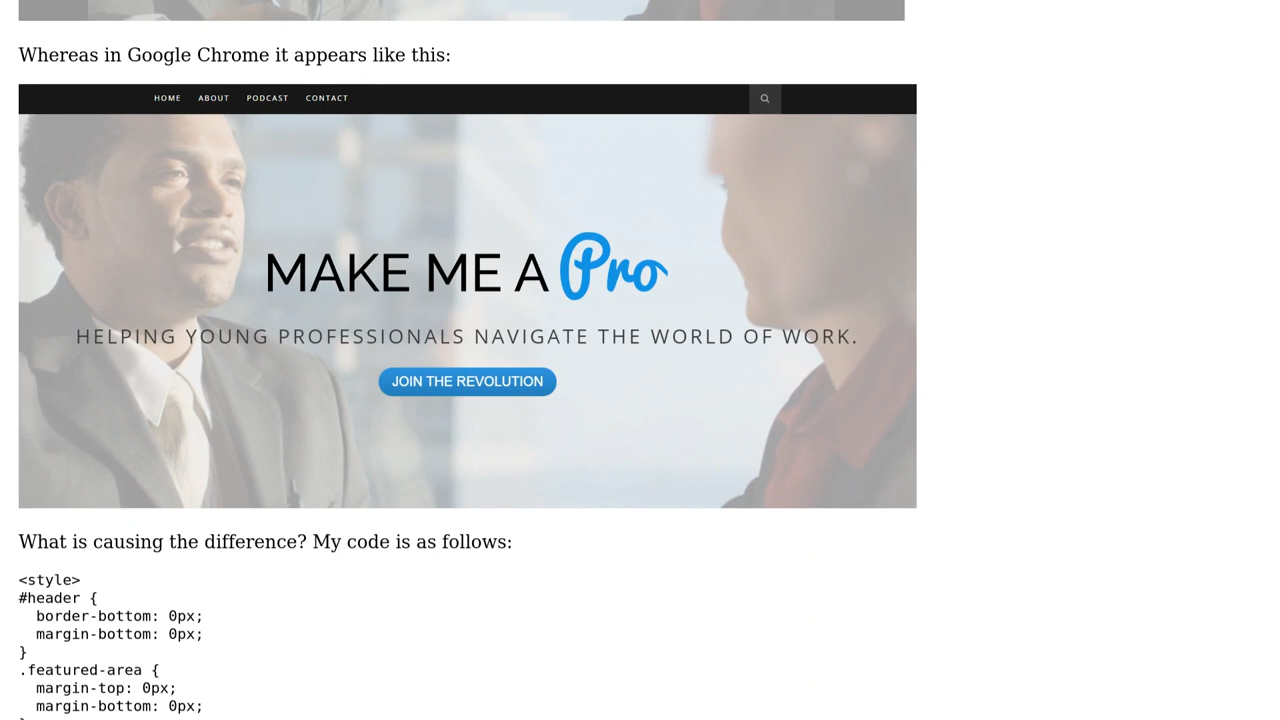 Whereas in Google Chrome it appears like this:
HOME ABOUT PODCAST CONTACT
MAKE ME A Pro
HELPING YOUNG PROFESSIONALS NAVIGATE THE WORLD OF WORK.
JOIN THE REVOLUTION
What is causing the difference? My code is as follows:
<style>
#header {
  border-bottom: 0px;
  margin-bottom: 0px;
}
.featured-area {
  margin-top: 0px;
  margin-bottom: 0px;
}